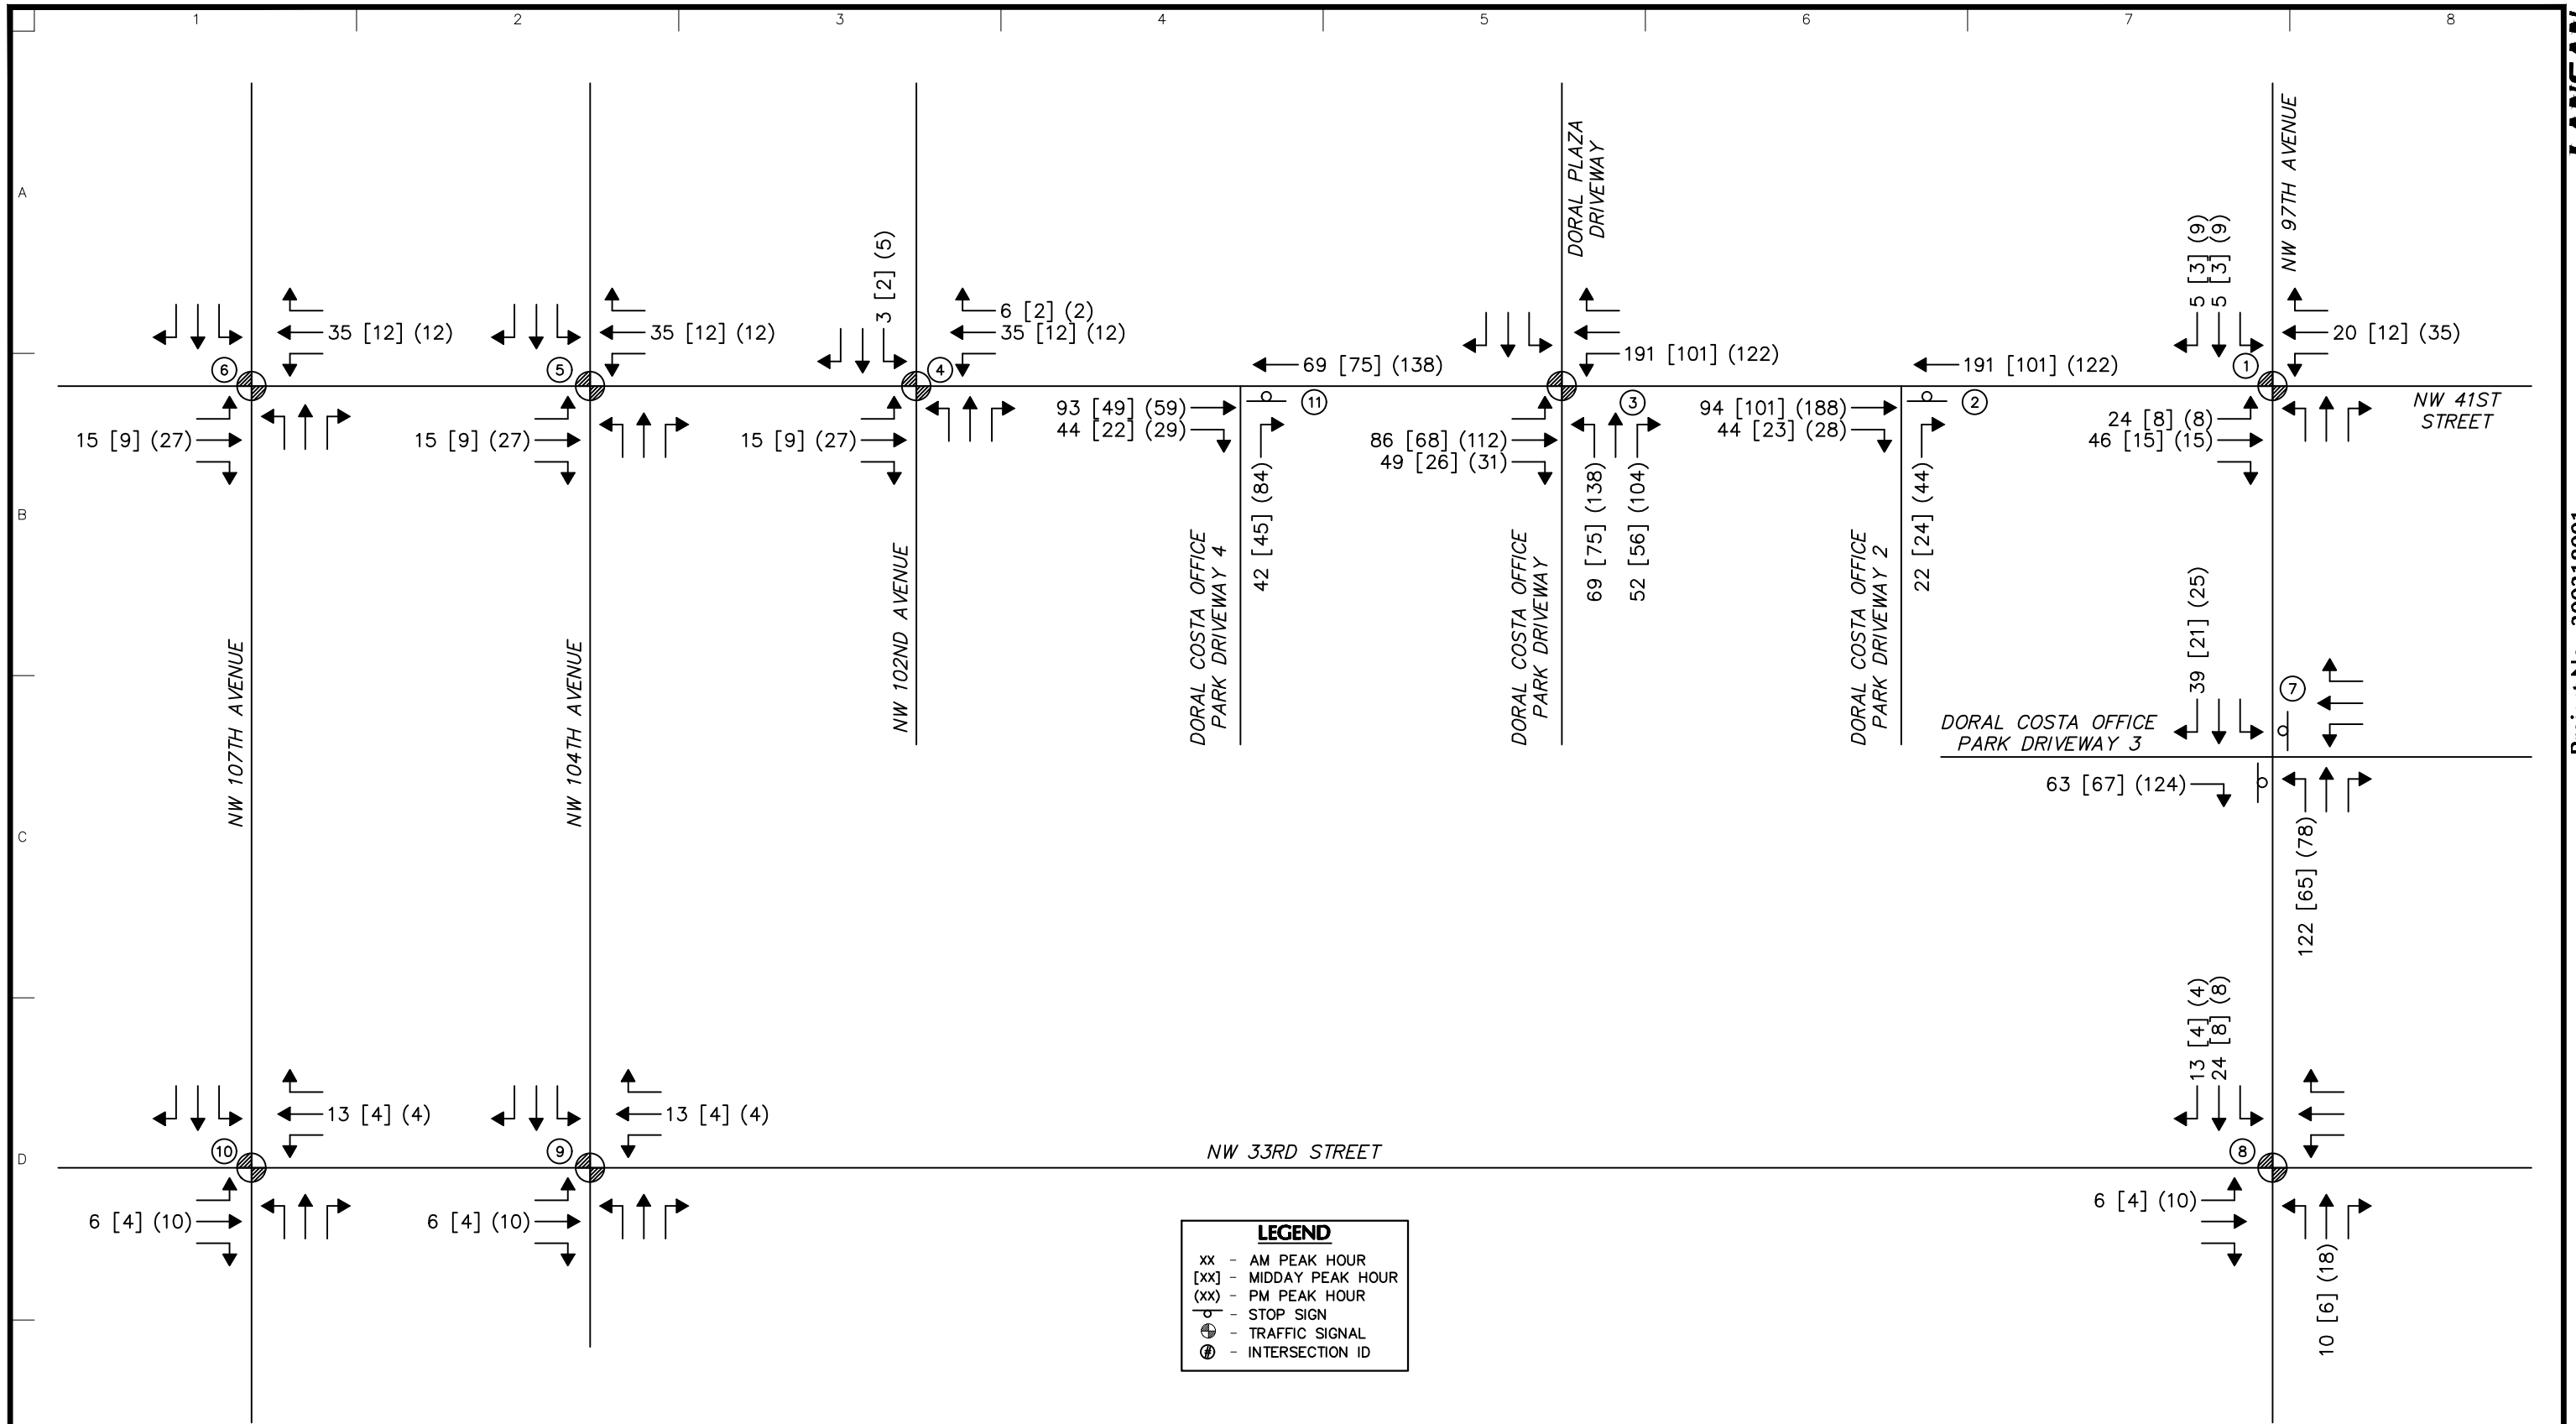 1
2
3
4
5
6
7
8
A
B
C
D
DORAL PLAZA
DRIVEWAY
NW 97TH AVENUE
3 [2] (5)
5 [3] (9)
5 [3] (9)
35 [12] (12)
35 [12] (12)
6 [2] (2)
35 [12] (12)
191 [101] (122)
20 [12] (35)
69 [75] (138)
191 [101] (122)
6
5
4
11
3
2
1
NW 41ST
STREET
15 [9] (27)
15 [9] (27)
15 [9] (27)
93 [49] (59)
44 [22] (29)
86 [68] (112)
49 [26] (31)
94 [101] (188)
44 [23] (28)
24 [8] (8)
46 [15] (15)
42 [45] (84)
69 [75] (138)
52 [56] (104)
22 [24] (44)
NW 107TH AVENUE
NW 104TH AVENUE
NW 102ND AVENUE
DORAL COSTA OFFICE
PARK DRIVEWAY 4
DORAL COSTA OFFICE
PARK DRIVEWAY
DORAL COSTA OFFICE
PARK DRIVEWAY 2
39 [21] (25)
7
DORAL COSTA OFFICE
PARK DRIVEWAY 3
63 [67] (124)
122 [65] (78)
13 [4] (4)
24 [8] (8)
13 [4] (4)
13 [4] (4)
10
9
8
NW 33RD STREET
6 [4] (10)
6 [4] (10)
6 [4] (10)
10 [6] (18)
LEGEND
XX - AM PEAK HOUR
[XX] - MIDDAY PEAK HOUR
(XX) - PM PEAK HOUR
- STOP SIGN
- TRAFFIC SIGNAL
# - INTERSECTION ID